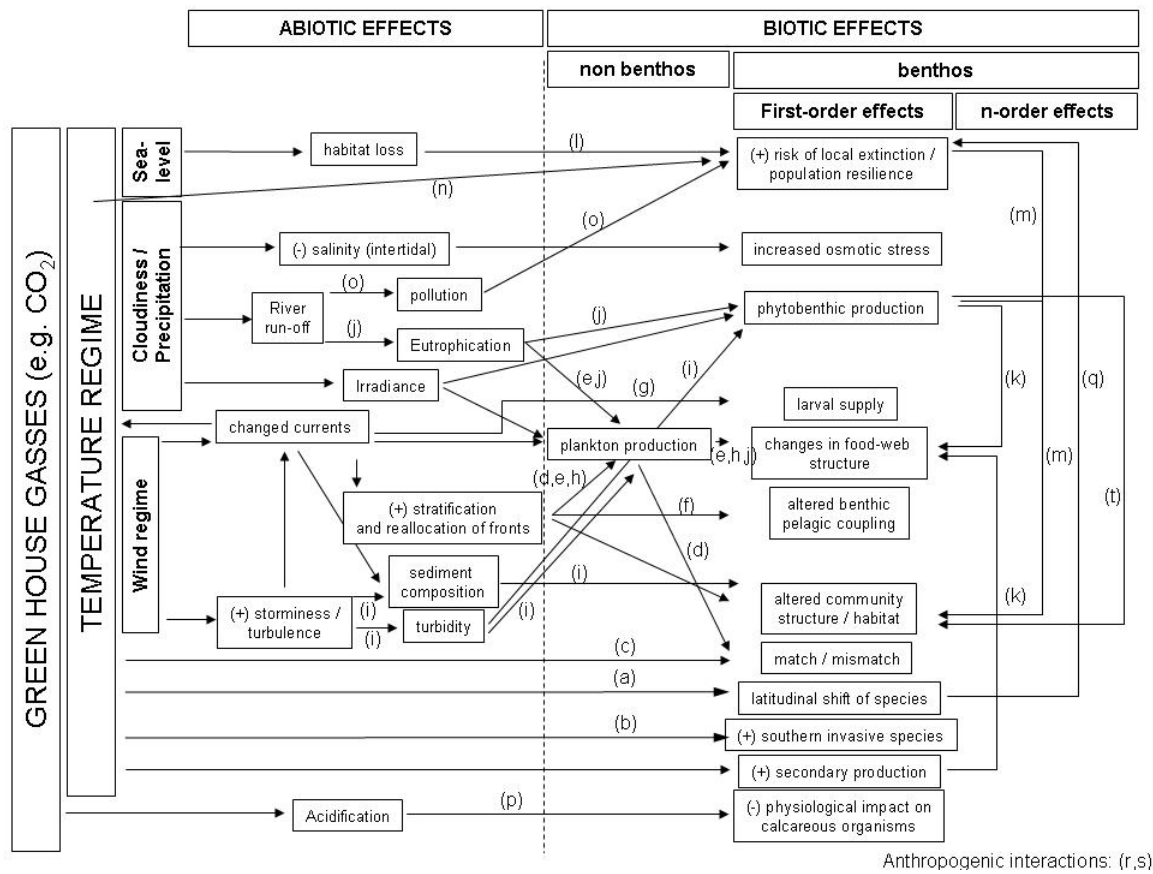 ABIOTIC EFFECTS
BIOTIC EFFECTS
non benthos
benthos
First-order effects
n-order effects
GREEN HOUSE GASSES (e.g. CO2)
TEMPERATURE REGIME
Sea-
level
habitat loss
(l)
(+) risk of local extinction /
population resilience
(n)
(m)
Cloudiness /
Precipitation
(o)
(-) salinity (intertidal)
increased osmotic stress
River
run-off
(o)
pollution
(j)
Eutrophication
(j)
phytobenthic production
Irradiance
(e,j)
(g)
(i)
(k)
(q)
larval supply
changed currents
plankton production
(e,h,j)
changes in food-web
structure
(m)
Wind regime
(d,e,h)
(+) stratification
and reallocation of fronts
(f)
altered benthic
pelagic coupling
(t)
(d)
sediment
composition
(i)
(+) storminess /
turbulence
(i)
(i)
turbidity
(i)
altered community
structure / habitat
(k)
(c)
match / mismatch
(a)
latitudinal shift of species
(b)
(+) southern invasive species
(+) secondary production
Acidification
(p)
(-) physiological impact on
calcareous organisms
Anthropogenic interactions: (r,s)